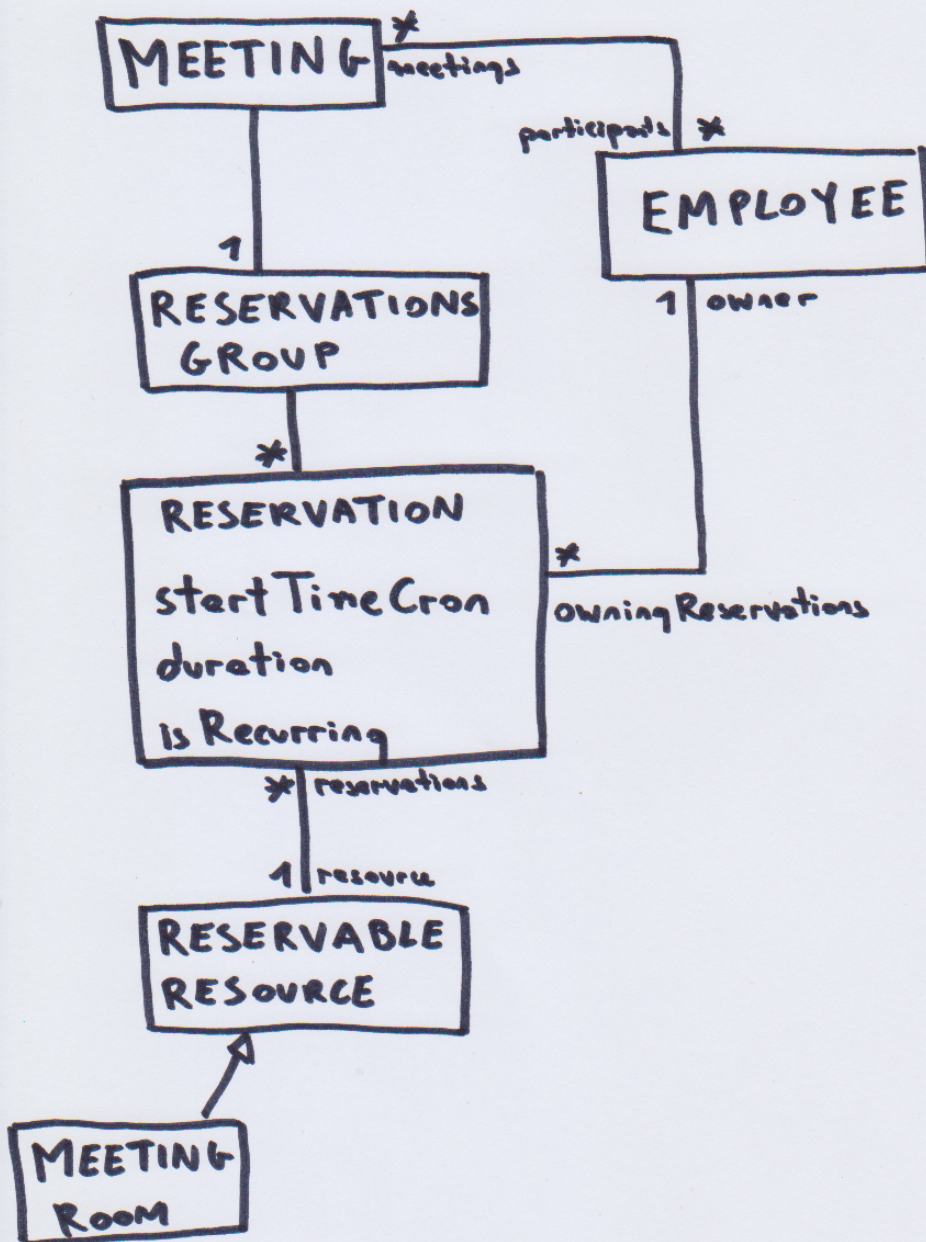 MEETING
*
meetings
participants *
EMPLOYEE
1
1 owner
RESERVATIONS
GROUP
*
RESERVATION
startTimeCron
duration
isRecurring
*
owningReservations
* reservations
1 resource
RESERVABLE
RESOURCE
MEETING
ROOM